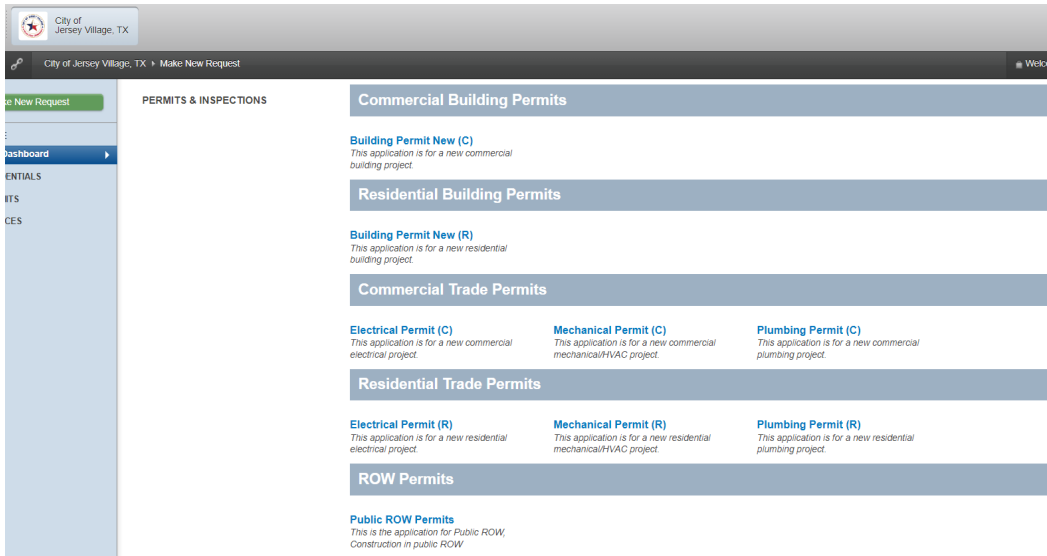 City of
Jersey Village, TX
City of Jersey Village, TX ▸ Make New Request
Welco
ke New Request
Dashboard
ENTIALS
CES
PERMITS & INSPECTIONS
Commercial Building Permits
Building Permit New (C)
This application is for a new commercial
building project.
Residential Building Permits
Building Permit New (R)
This application is for a new residential
building project.
Commercial Trade Permits
Electrical Permit (C)
This application is for a new commercial
electrical project.
Mechanical Permit (C)
This application is for a new commercial
mechanical/HVAC project.
Plumbing Permit (C)
This application is for a new commercial
plumbing project.
Residential Trade Permits
Electrical Permit (R)
This application is for a new residential
electrical project.
Mechanical Permit (R)
This application is for a new residential
mechanical/HVAC project.
Plumbing Permit (R)
This application is for a new residential
plumbing project.
ROW Permits
Public ROW Permits
This is the application for Public ROW,
Construction in public ROW